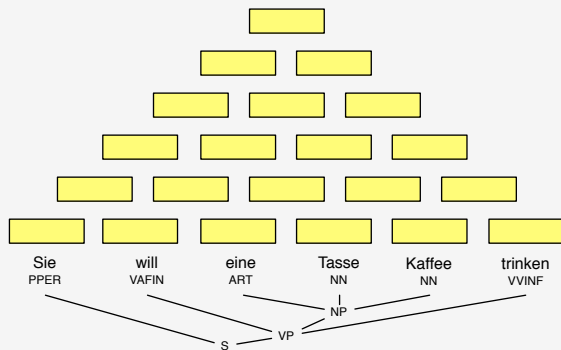 Sie will eine Tasse Kaffee trinken
PPER VAFIN ART NN NN VVINF
NP
VP
S